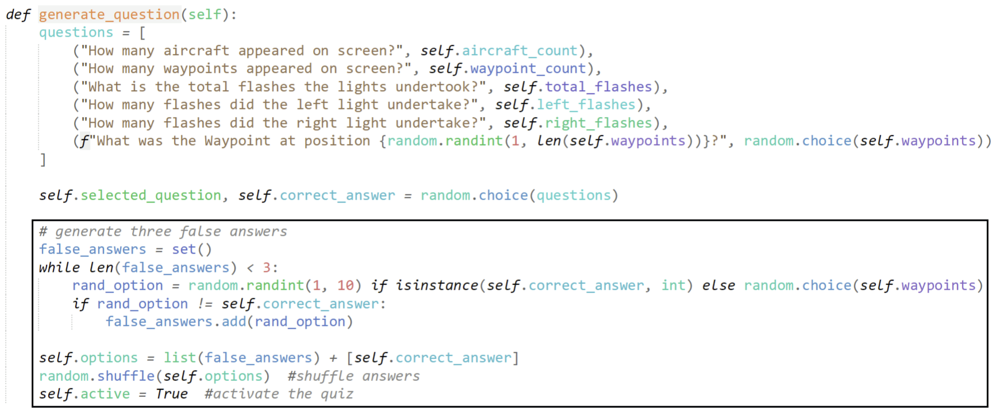 def generate_question(self):
questions = [
("How many aircraft appeared on screen?", self.aircraft_count),
("How many waypoints appeared on screen?", self.waypoint_count),
("What is the total flashes the lights undertook?", self.total_flashes),
("How many flashes did the left light undertake?", self.left_flashes),
("How many flashes did the right light undertake?", self.right_flashes),
(f"What was the Waypoint at position {random.randint(1, len(self.waypoints))}?", random.choice(self.waypoints))
]
self.selected_question, self.correct_answer = random.choice(questions)
# generate three false answers
false_answers = set()
while len(false_answers) < 3:
rand_option = random.randint(1, 10) if isinstance(self.correct_answer, int) else random.choice(self.waypoints)
if rand_option != self.correct_answer:
false_answers.add(rand_option)
self.options = list(false_answers) + [self.correct_answer]
random.shuffle(self.options)  #shuffle answers
self.active = True  #activate the quiz